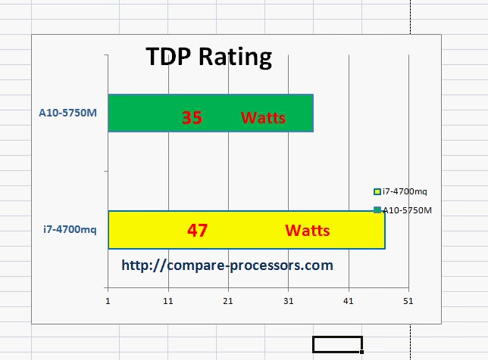 TDP Rating
A10-5750M
35 Watts
i7-4700mq
A10-5750M
i7-4700mq
47 Watts
http://compare-processors.com
1 11 21 31 41 51